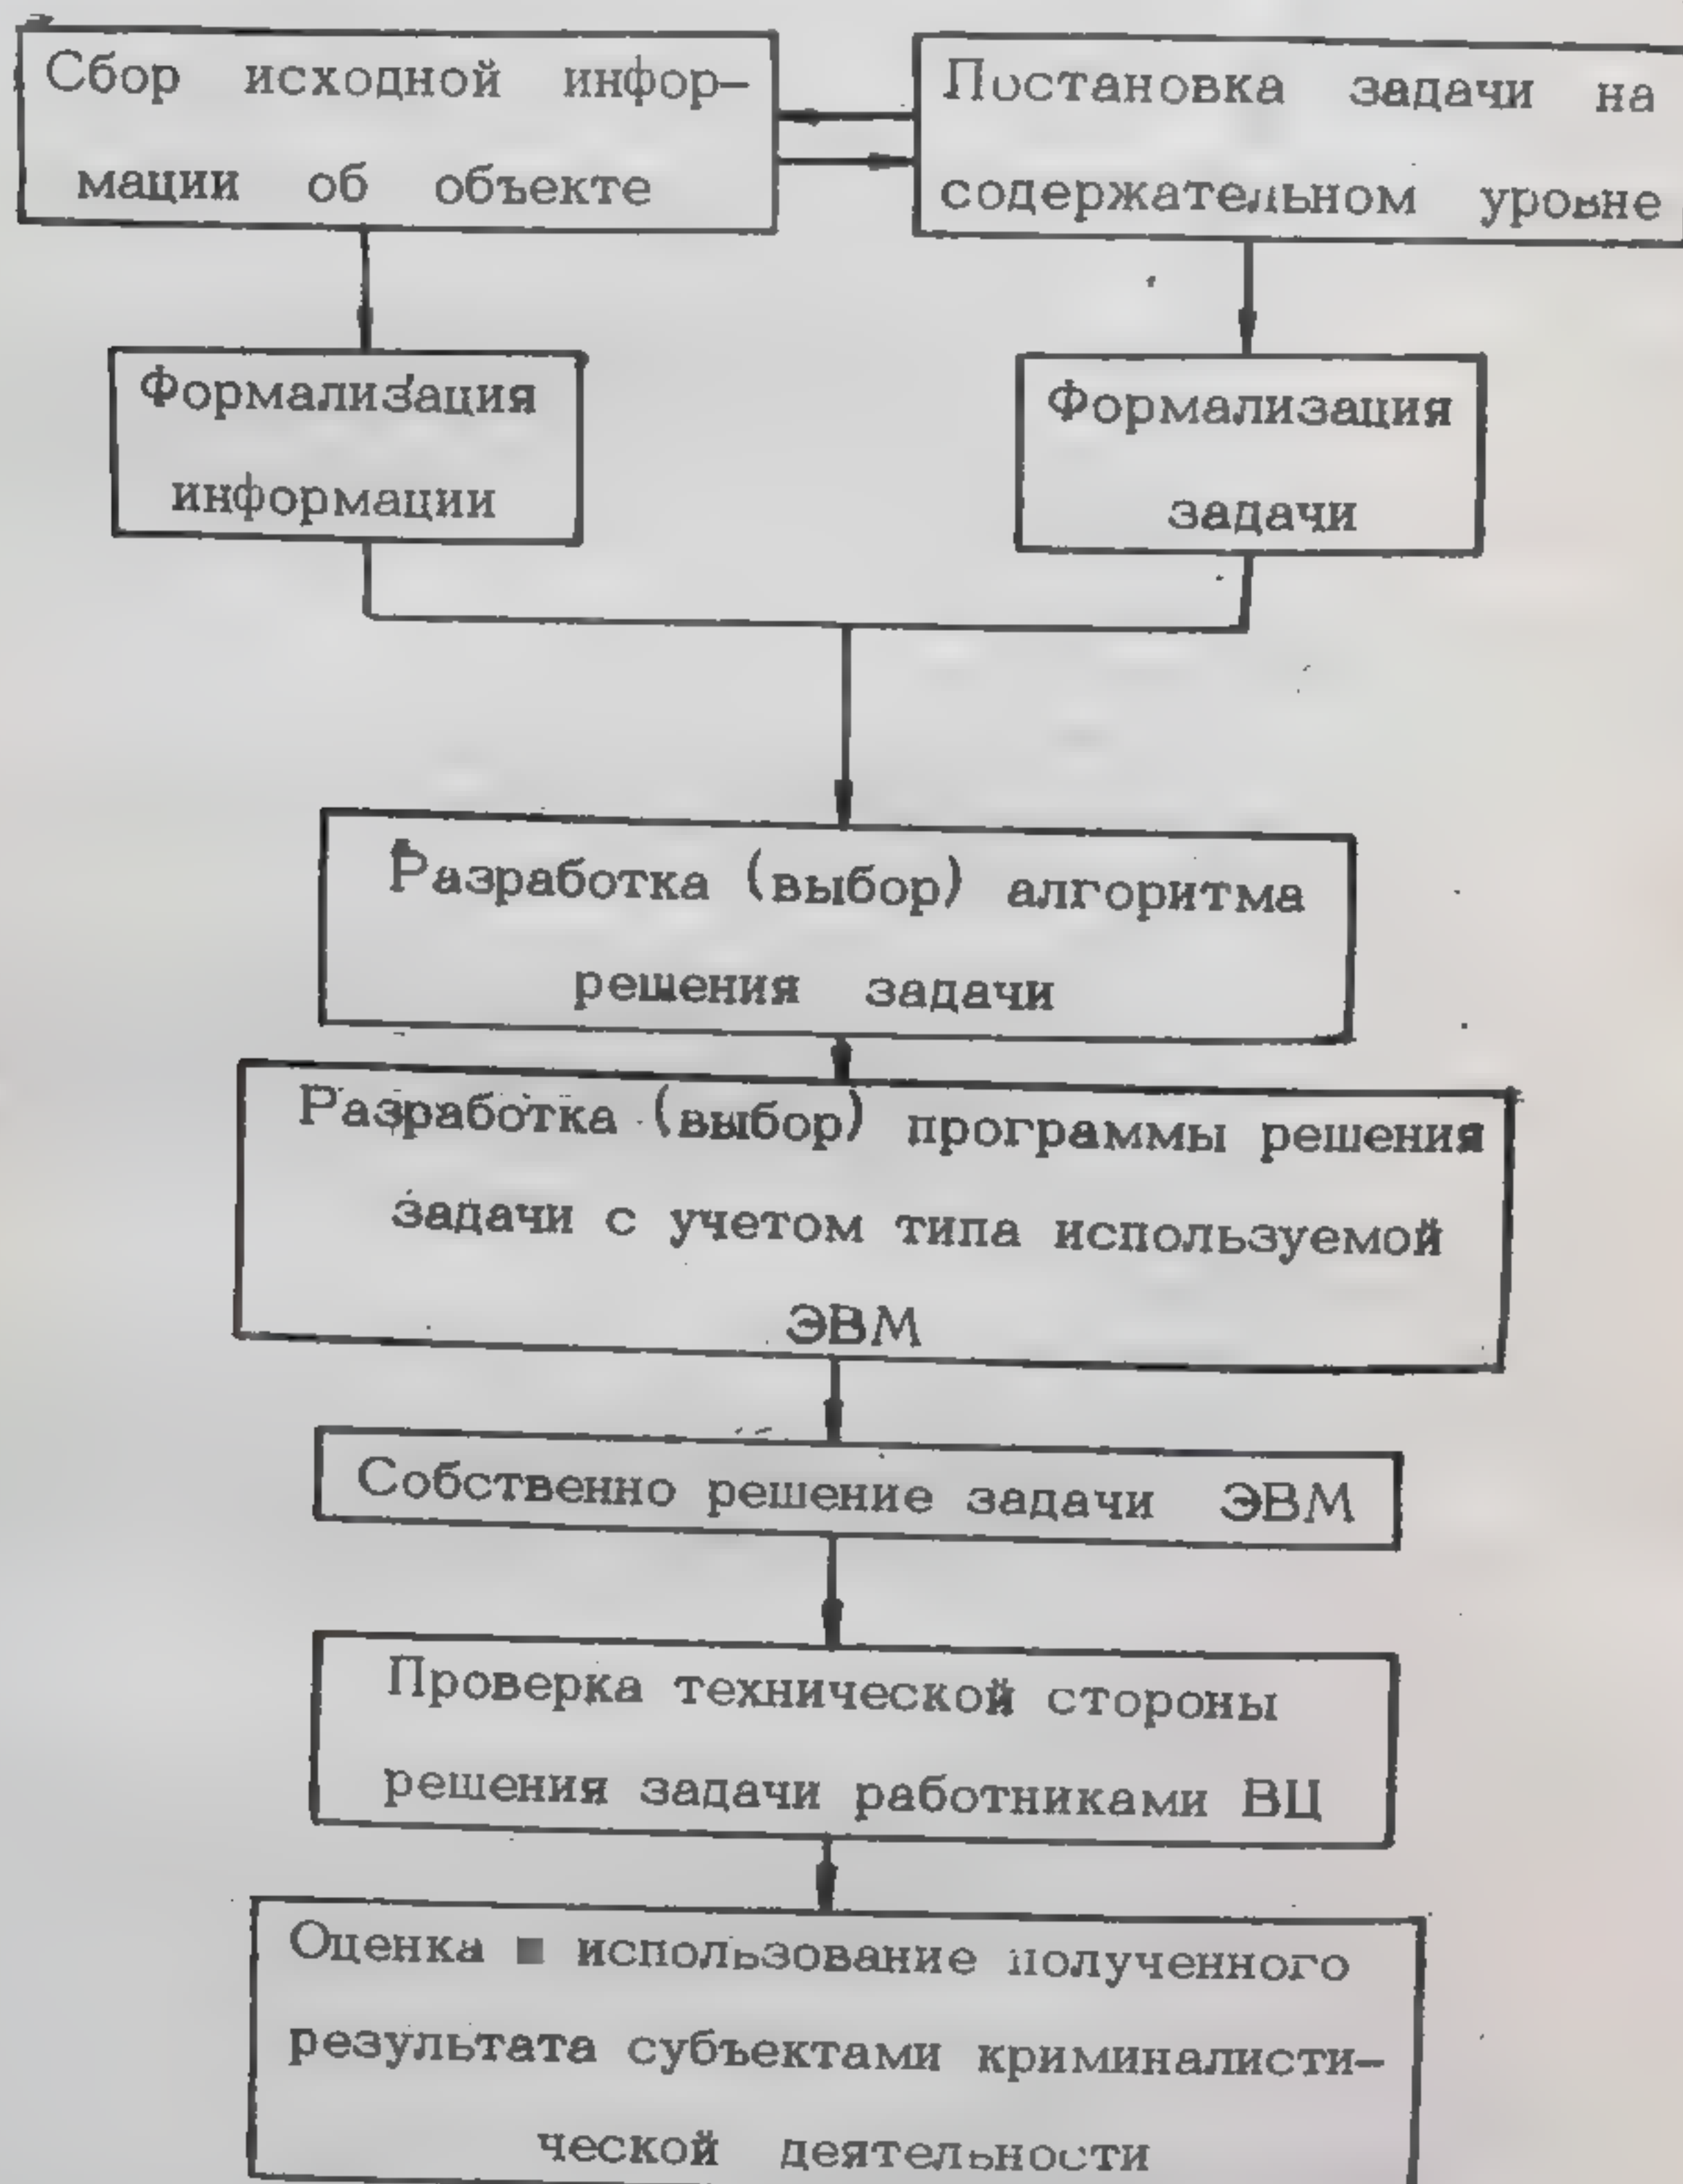 Сбор исходной инфор-
мации об объекте
Постановка задачи на
содержательном уровне
Формализация
информации
Формализация
задачи
Разработка (выбор) алгоритма
решения задачи
Разработка (выбор) программы решения
задачи с учетом типа используемой
ЭВМ
Собственно решение задачи ЭВМ
Проверка технической стороны
решения задачи работниками ВЦ
Оценка и использование полученного
результата субъектами криминалисти-
ческой деятельности